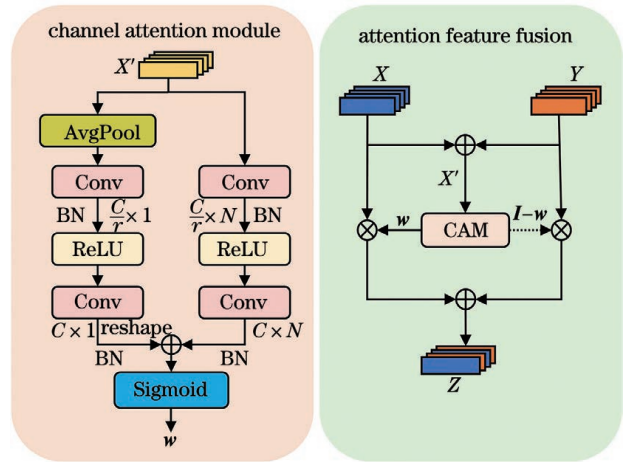 channel attention module
X′
AvgPool
Conv
Conv
BN
C/r × 1
C/r × N
BN
ReLU
ReLU
Conv
Conv
C × 1
reshape
C × N
BN
BN
Sigmoid
w
attention feature fusion
X
Y
X′
w
CAM
I−w
Z